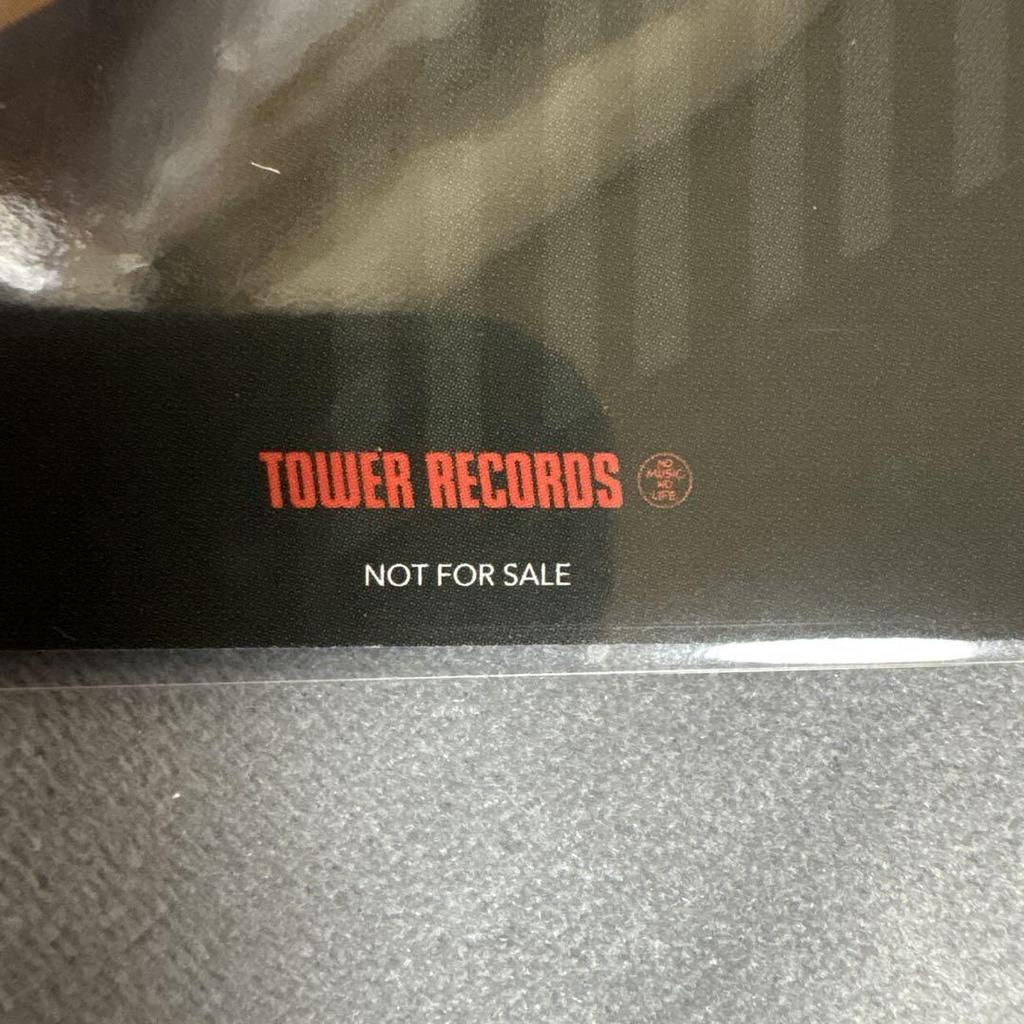 TOWER RECORDS
NO
MUSIC
NO
LIFE
NOT FOR SALE